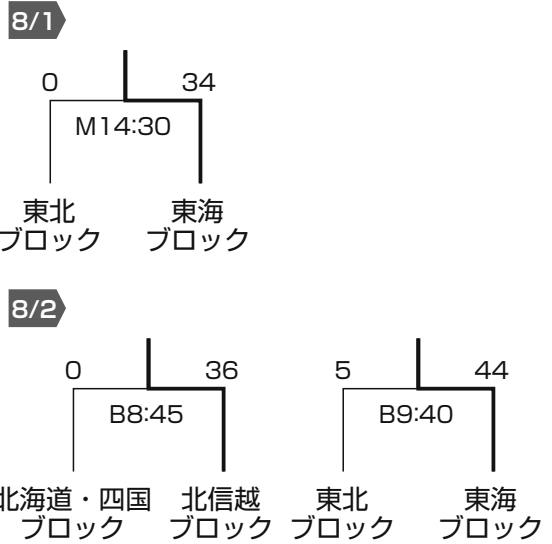 8/1
0 34
M14:30
東北 東海
ブロック ブロック
8/2
0 36 5 44
B8:45 B9:40
北海道・四国 北信越 東北 東海
ブロック ブロック ブロック ブロック